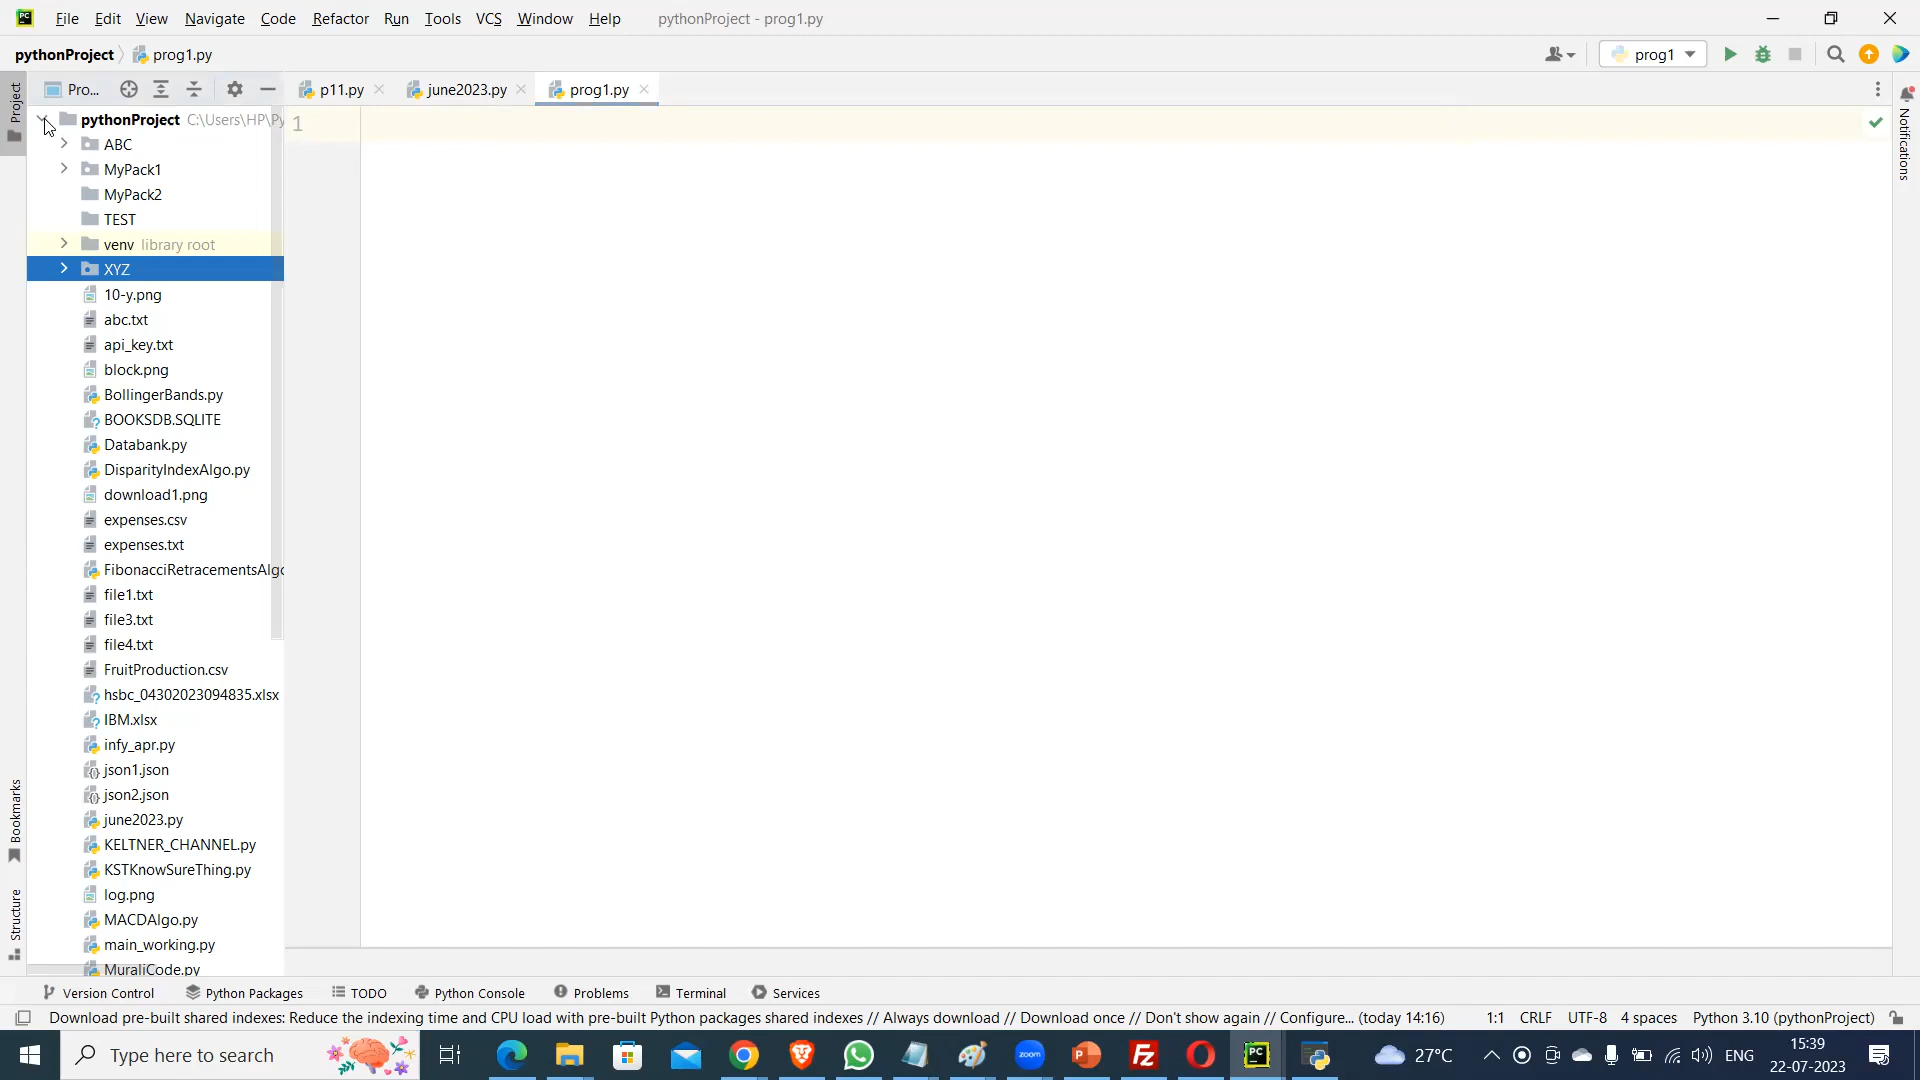 PC File Edit View Navigate Code Refactor Run Tools VCS Window Help pythonProject - prog1.py
pythonProject prog1.py prog1
Project
Pro...
p11.py june2023.py prog1.py
pythonProject C:\Users\HP\Py
1
Notifications
ABC
MyPack1
MyPack2
TEST
venv library root
XYZ
10-y.png
abc.txt
api_key.txt
block.png
BollingerBands.py
BOOKSDB.SQLITE
Databank.py
DisparityIndexAlgo.py
download1.png
expenses.csv
expenses.txt
FibonacciRetracementsAlgo
file1.txt
file3.txt
file4.txt
FruitProduction.csv
hsbc_04302023094835.xlsx
IBM.xlsx
infy_apr.py
json1.json
json2.json
june2023.py
KELTNER_CHANNEL.py
KSTKnowSureThing.py
log.png
MACDAlgo.py
main_working.py
MuraliCode.py
Bookmarks
Structure
Version Control Python Packages TODO Python Console Problems Terminal Services
Download pre-built shared indexes: Reduce the indexing time and CPU load with pre-built Python packages shared indexes // Always download // Download once // Don't show again // Configure... (today 14:16) 1:1 CRLF UTF-8 4 spaces Python 3.10 (pythonProject)
Type here to search zoom P Fz PC 27°C ENG 15:39
22-07-2023